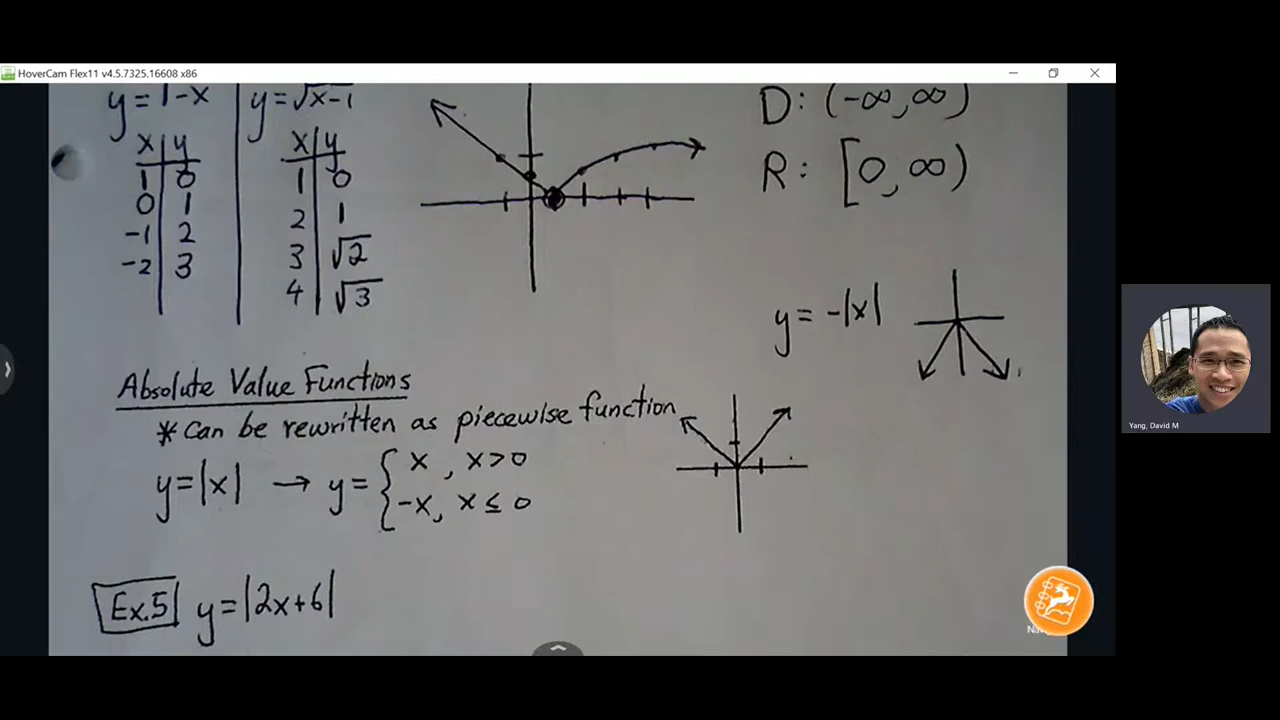 HoverCam Flex11 v4.5.7325.16608 x86
y = 1-x
y = √x-1
D: (-∞,∞)
R: [0,∞)
x y
1 0
0 1
-1 2
-2 3
x y
1 0
2 1
3 √2
4 √3
y = -|x|
Absolute Value Functions
* can be rewritten as piecewise function
y=|x| → y= { x , x>0
-x, x ≤ 0
Ex.5 y=|2x+6|
Yang, David M